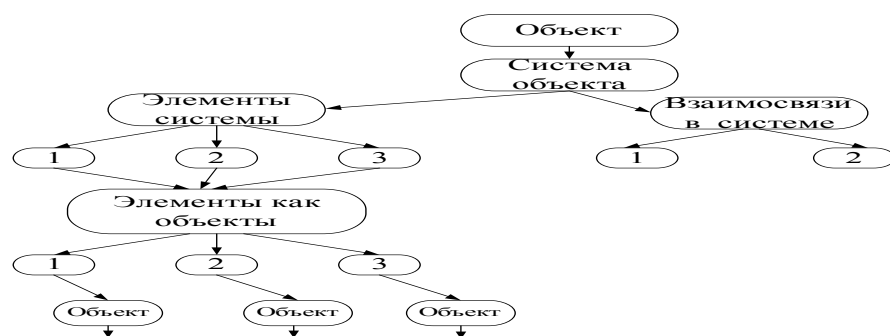 Объект
Система
объекта
Элементы
системы
Взаимосвязи
в системе
1
2
3
1
2
Элементы как
объекты
1
2
3
Объект
Объект
Объект